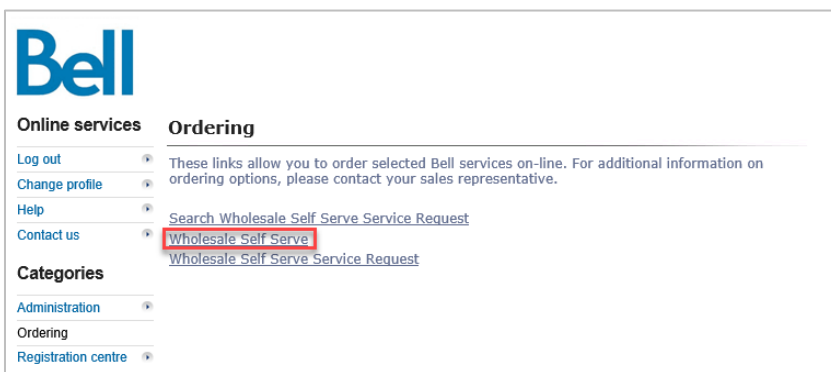 Bell
Online services
Log out
Change profile
Help
Contact us
Categories
Administration
Ordering
Registration centre
Ordering
These links allow you to order selected Bell services on-line. For additional information on
ordering options, please contact your sales representative.
Search Wholesale Self Serve Service Request
Wholesale Self Serve
Wholesale Self Serve Service Request